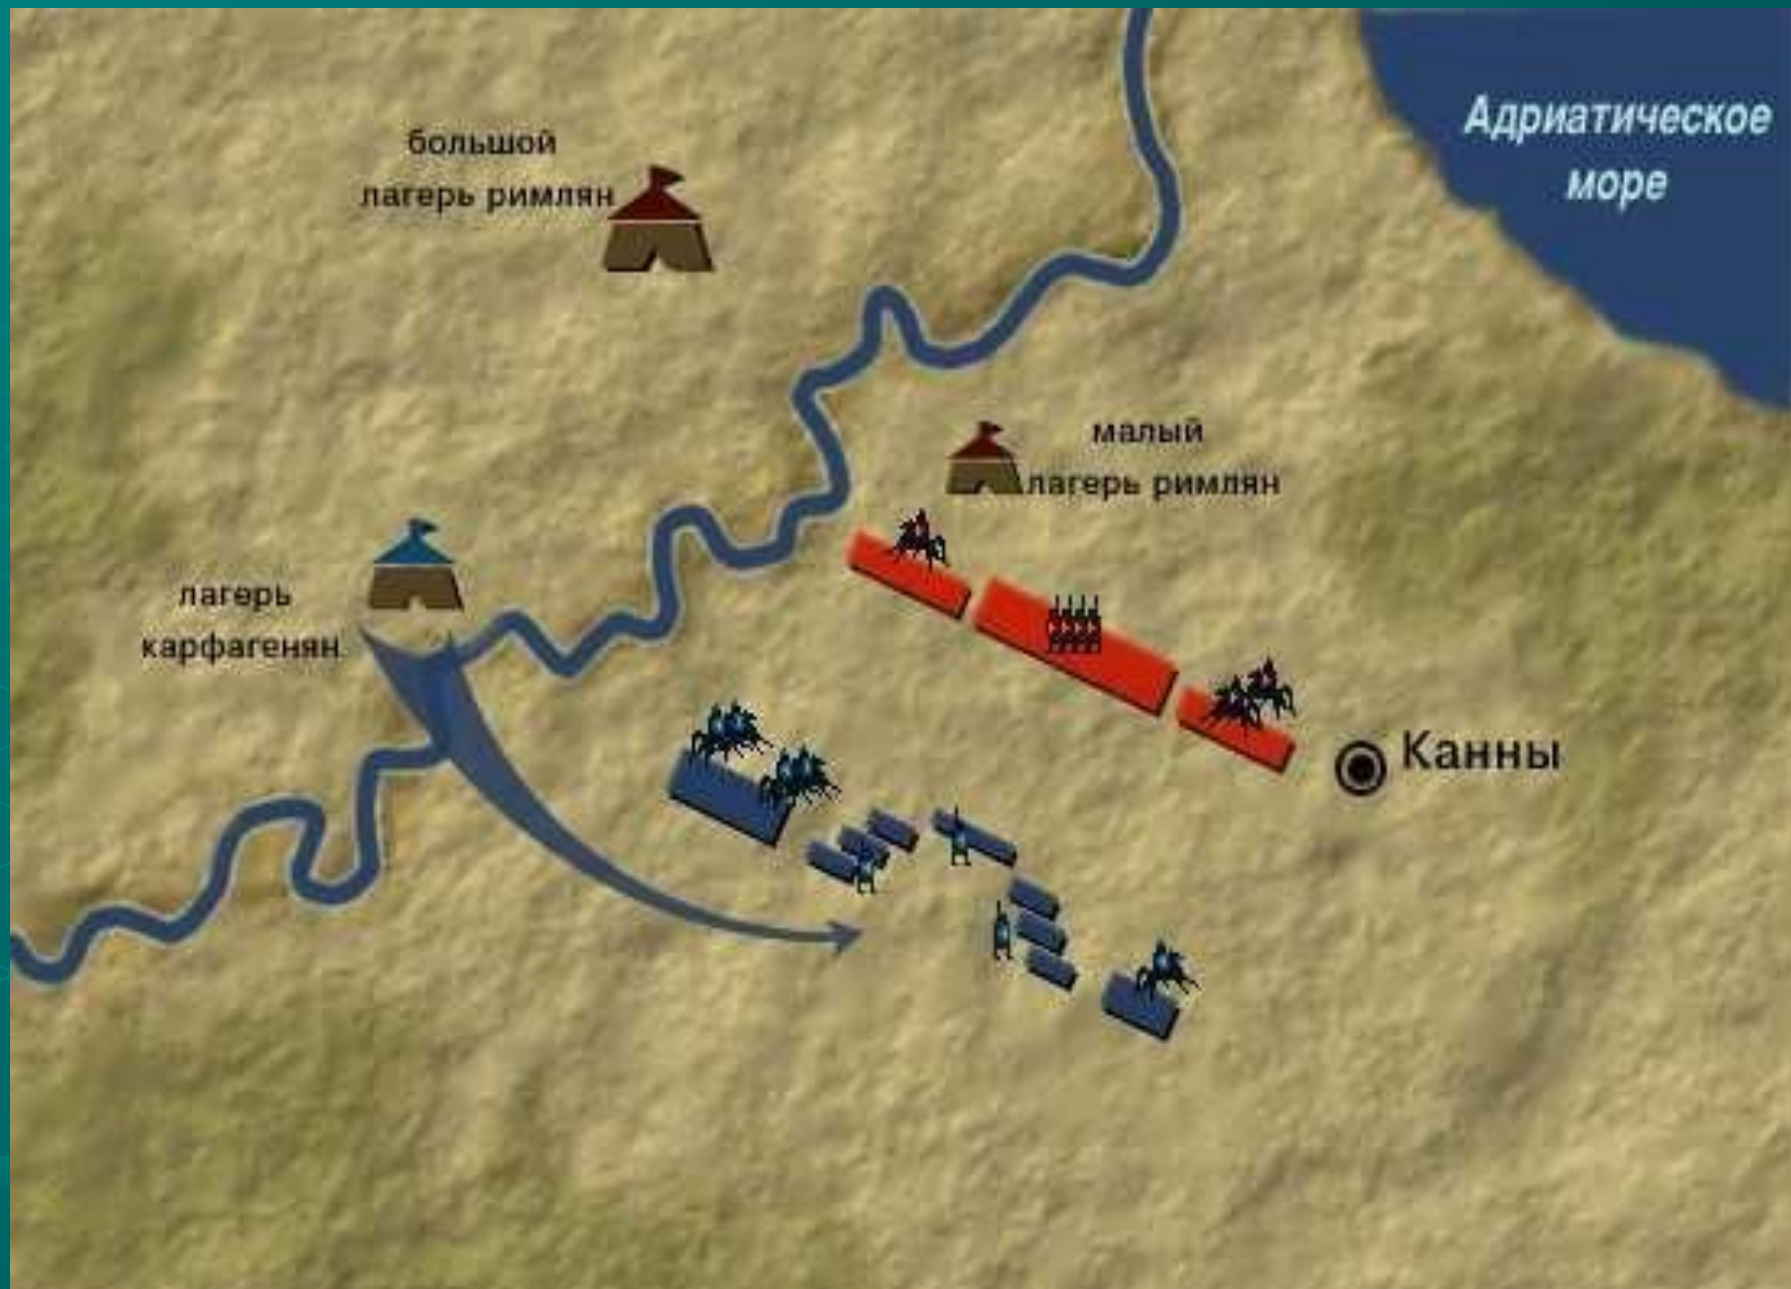 Адриатическое
море
большой
лагерь римлян
малый
лагерь римлян
лагерь
карфагенян
Канны